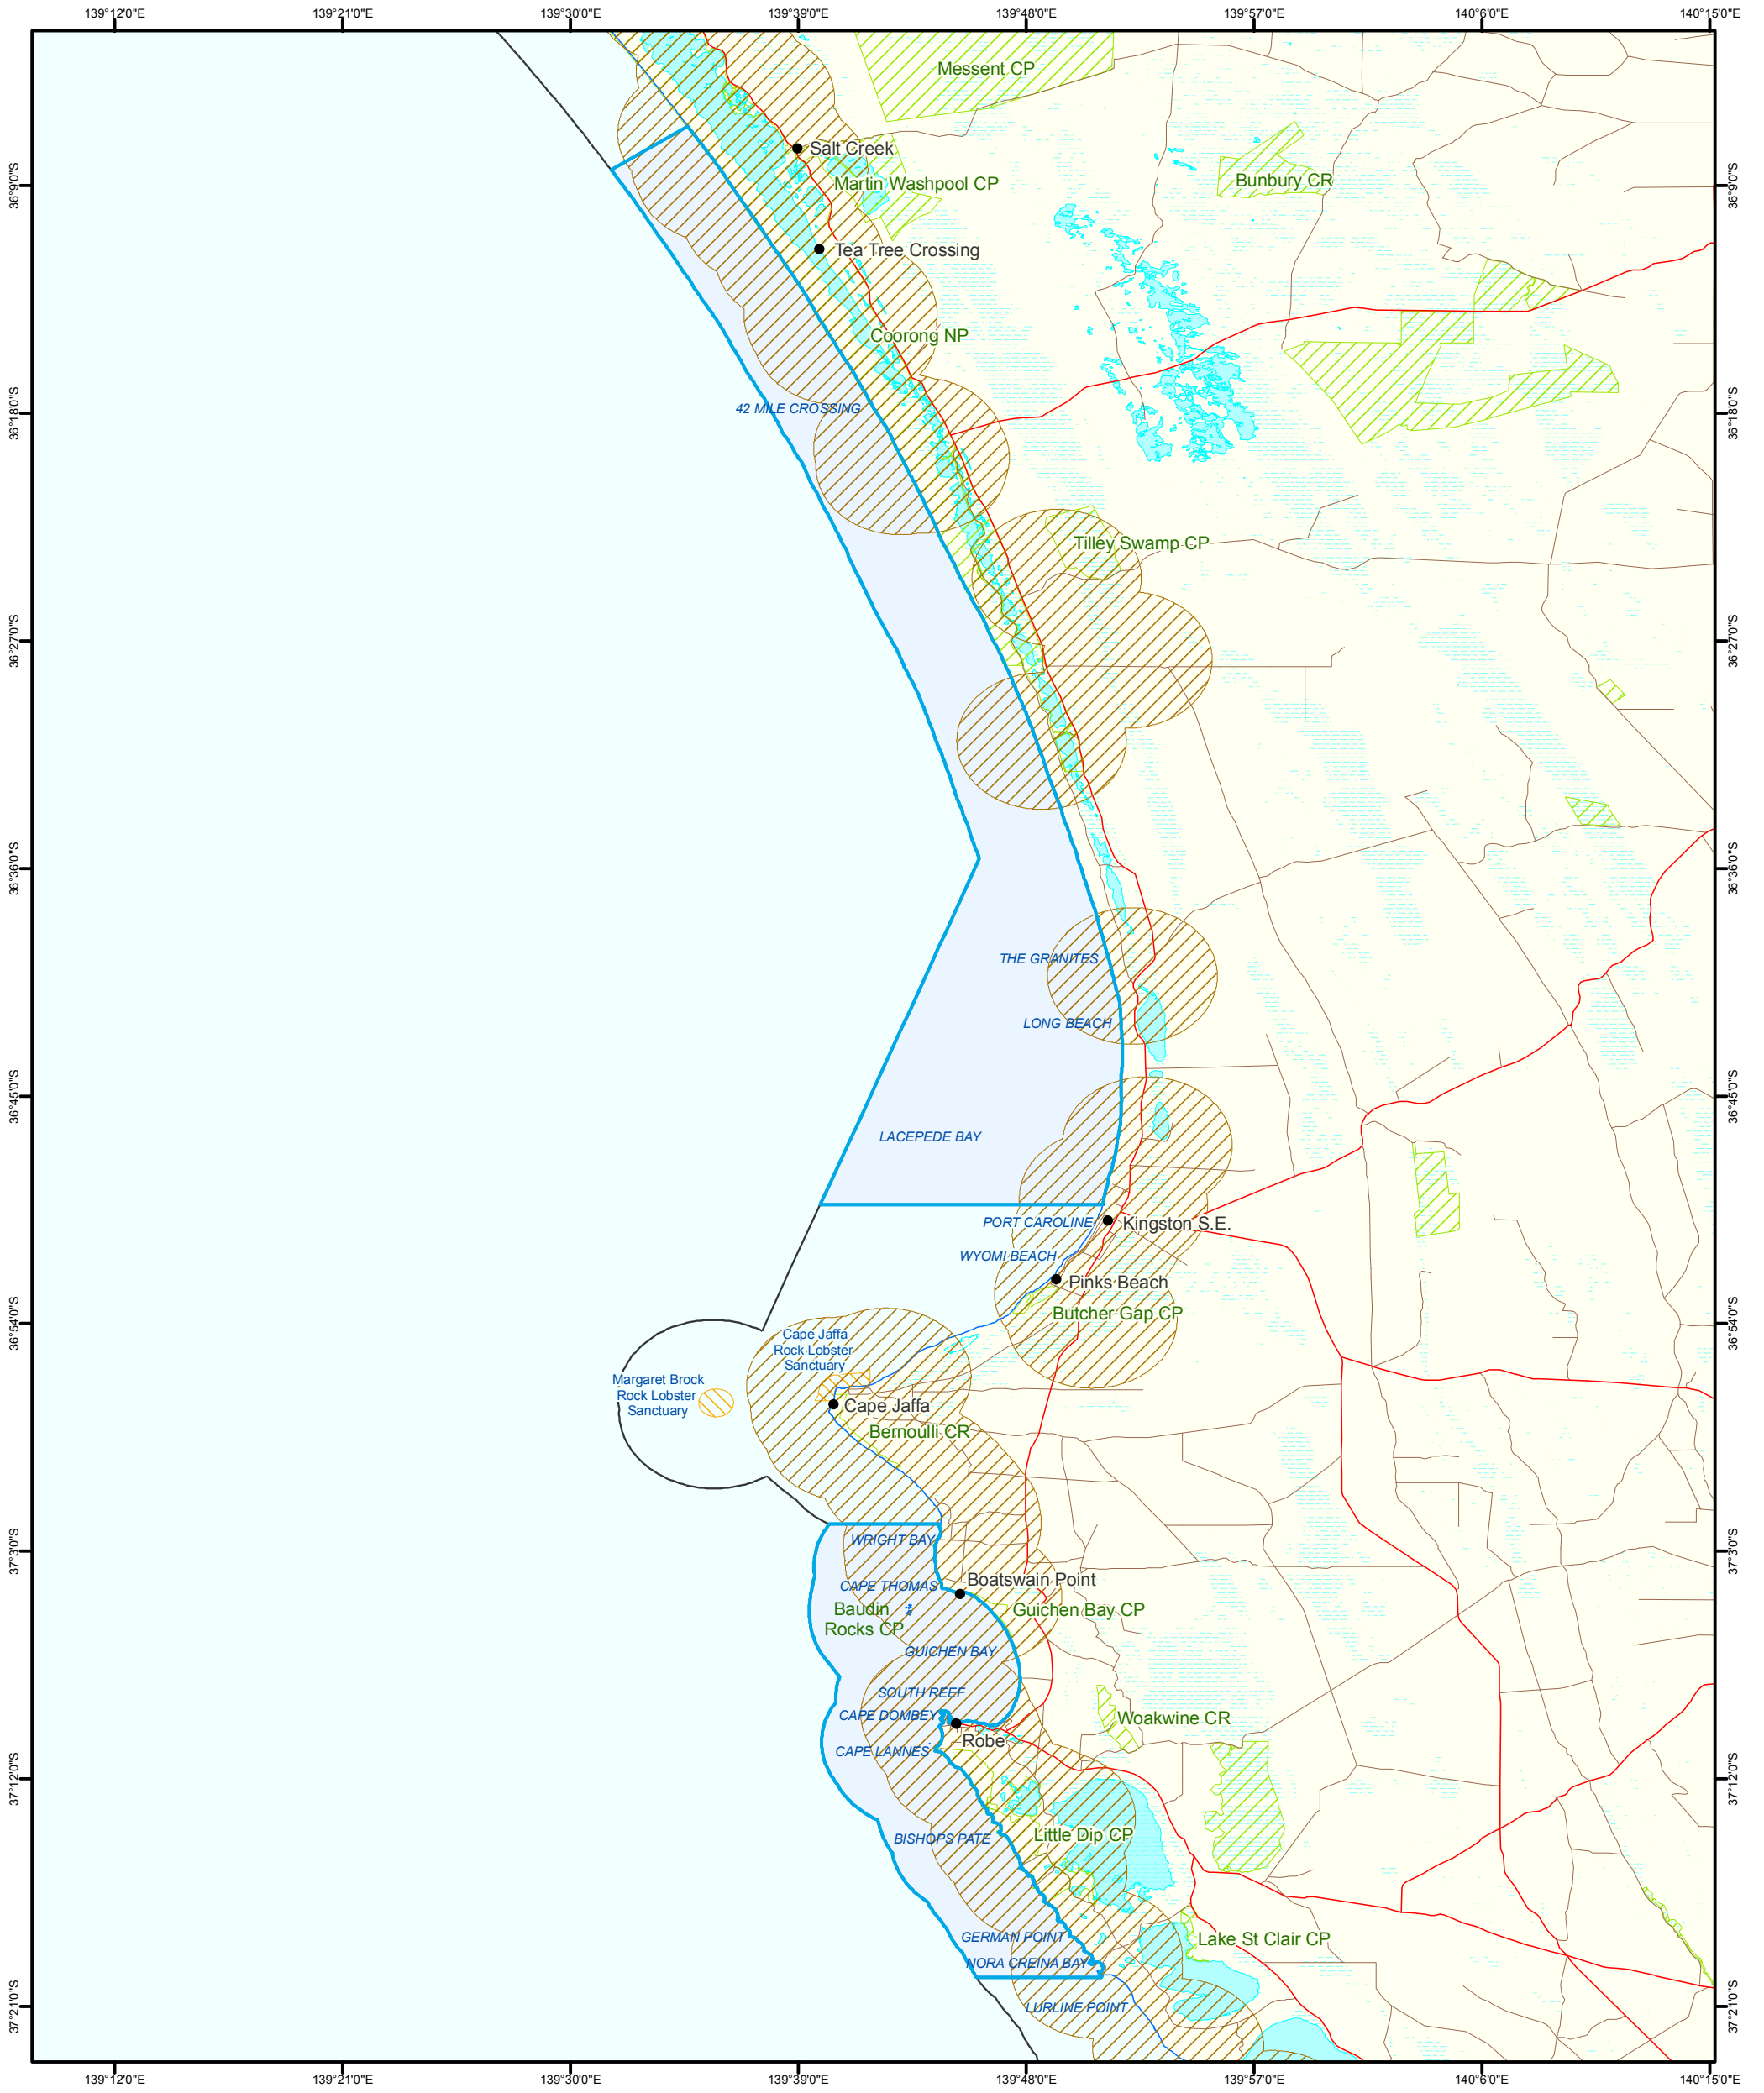 139°12'0"E
139°21'0"E
139°30'0"E
139°39'0"E
139°48'0"E
139°57'0"E
140°6'0"E
140°15'0"E
Messent CP
Salt Creek
Martin Washpool CP
Bunbury CR
36°9'0"S
36°9'0"S
Tea Tree Crossing
Coorong NP
42 MILE CROSSING
36°18'0"S
36°18'0"S
Tilley Swamp CP
36°27'0"S
36°27'0"S
36°36'0"S
36°36'0"S
THE GRANITES
LONG BEACH
36°45'0"S
36°45'0"S
LACEPEDE BAY
PORT CAROLINE
Kingston S.E.
WYOMI BEACH
Pinks Beach
Butcher Gap CP
36°54'0"S
36°54'0"S
Cape Jaffa
Rock Lobster
Sanctuary
Margaret Brock
Rock Lobster
Sanctuary
Cape Jaffa
Bernoulli CR
WRIGHT BAY
37°3'0"S
37°3'0"S
Boatswain Point
CAPE THOMAS
Baudin
Rocks CP
Guichen Bay CP
GUICHEN BAY
SOUTH REEF
CAPE DOMBEY
Woakwine CR
Robe
CAPE LANNES
37°12'0"S
37°12'0"S
BISHOPS PATE
Little Dip CP
GERMAN POINT
Lake St Clair CP
NORA CREINA BAY
LURLINE POINT
37°21'0"S
37°21'0"S
139°12'0"E
139°21'0"E
139°30'0"E
139°39'0"E
139°48'0"E
139°57'0"E
140°6'0"E
140°15'0"E